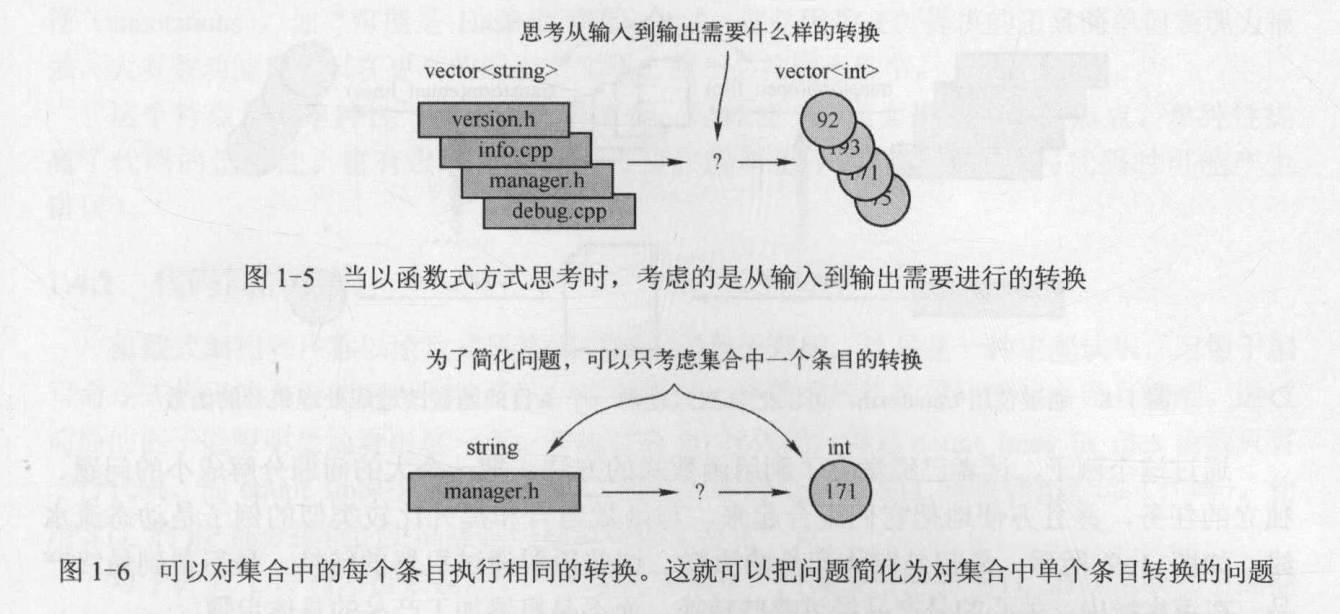 思考从输入到输出需要什么样的转换
vector<string>
vector<int>
version.h
info.cpp
manager.h
debug.cpp
?
92
193
171
75
图 1-5 当以函数式方式思考时，考虑的是从输入到输出需要进行的转换
为了简化问题，可以只考虑集合中一个条目的转换
string
int
manager.h
?
171
图 1-6 可以对集合中的每个条目执行相同的转换。这就可以把问题简化为对集合中单个条目转换的问题